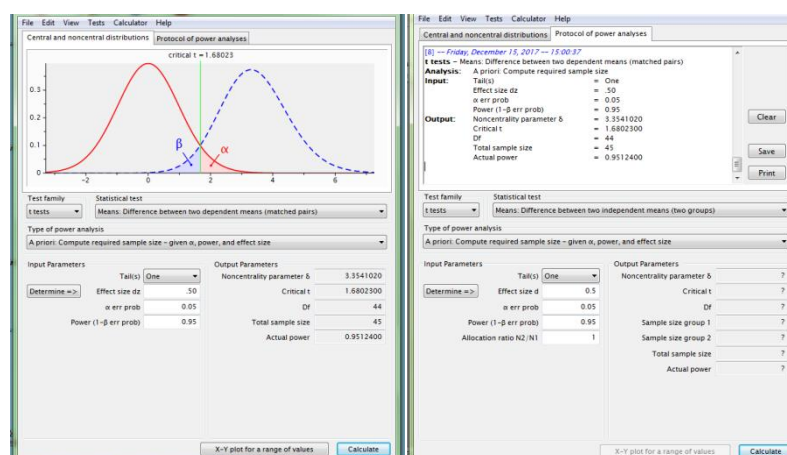 File Edit View Tests Calculator Help
Central and noncentral distributions Protocol of power analyses
critical t = 1.68023
0.3
0.2
0.1
0
β
α
-2 0 2 4 6
Test family Statistical test
t tests Means: Difference between two dependent means (matched pairs)
Type of power analysis
A priori: Compute required sample size - given α, power, and effect size
Input Parameters Output Parameters
Tail(s) One Noncentrality parameter δ 3.3541020
Determine => Effect size dz .50 Critical t 1.6802300
α err prob 0.05 Df 44
Power (1-β err prob) 0.95 Total sample size 45
Actual power 0.9512400
X-Y plot for a range of values Calculate
File Edit View Tests Calculator Help
Central and noncentral distributions Protocol of power analyses
[8] -- Friday, December 15, 2017 -- 15:00:37
t tests - Means: Difference between two dependent means (matched pairs)
Analysis: A priori: Compute required sample size
Input: Tail(s) = One
Effect size dz = .50
α err prob = 0.05
Power (1-β err prob) = 0.95
Output: Noncentrality parameter δ = 3.3541020
Critical t = 1.6802300
Df = 44
Total sample size = 45
Actual power = 0.9512400
Clear
Save
Print
Test family Statistical test
t tests Means: Difference between two independent means (two groups)
Type of power analysis
A priori: Compute required sample size - given α, power, and effect size
Input Parameters Output Parameters
Tail(s) One Noncentrality parameter δ ?
Determine => Effect size d 0.5 Critical t ?
α err prob 0.05 Df ?
Power (1-β err prob) 0.95 Sample size group 1 ?
Allocation ratio N2/N1 1 Sample size group 2 ?
Total sample size ?
Actual power ?
X-Y plot for a range of values Calculate